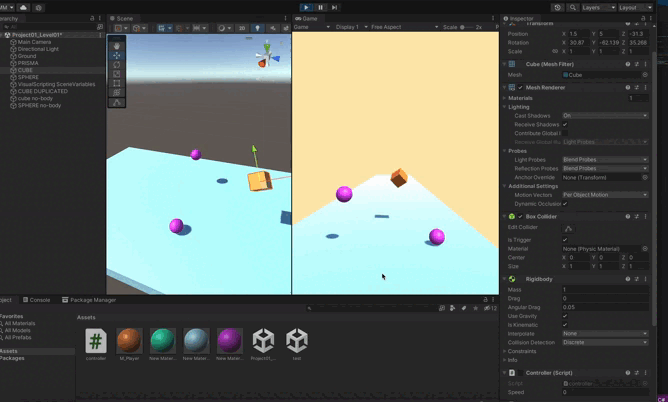 Layers
Layout
erarchy
Scene
Game
Inspector
Project01_Level01*
Main Camera
Directional Light
Ground
PRISMA
CUBE
SPHERE
VisualScripting SceneVariables
CUBE DUPLICATED
cube no-body
SPHERE no-body
Game
Display 1
Free Aspect
Scale
2x
Play
Transform
Position X 1.5 Y 5 Z -31.3
Rotation X 30.87 Y Z
Scale X 1 Y 1 Z 1
Cube (Mesh Filter)
Mesh
Cube
Mesh Renderer
Materials
1
Lighting
Cast Shadows
On
Receive Shadows
Contribute Global I
Light Probes
Probes
Light Probes
Blend Probes
Reflection Probes
Blend Probes
Anchor Override
None (Transform)
Additional Settings
Motion Vectors
Per Object Motion
Dynamic Occlusion
Box Collider
Edit Collider
Is Trigger
Material
None (Physic Material)
Center X 0 Y 0 Z 0
Size X 1 Y 1 Z 1
Rigidbody
Mass
1
Drag
0
Angular Drag
0.05
Use Gravity
Is Kinematic
Interpolate
None
Collision Detection
Discrete
Constraints
Info
Controller (Script)
Script
controller
Speed
0
oject
Console
Package Manager
Favorites
All Materials
All Models
All Prefabs
Assets
Packages
Assets
controller
M_Player
New Mater...
New Mater...
New Mater...
Project01_...
test